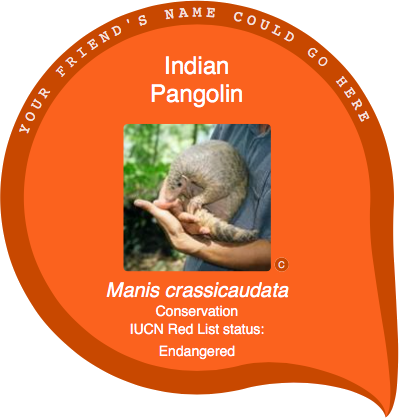 YOUR FRIEND'S NAME COULD GO HERE
Indian
Pangolin
C
Manis crassicaudata
Conservation
IUCN Red List status:
Endangered